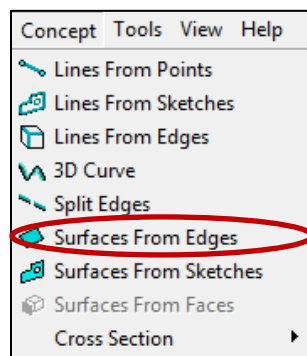 Concept Tools View Help
Lines From Points
Lines From Sketches
Lines From Edges
3D Curve
Split Edges
Surfaces From Edges
Surfaces From Sketches
Surfaces From Faces
Cross Section